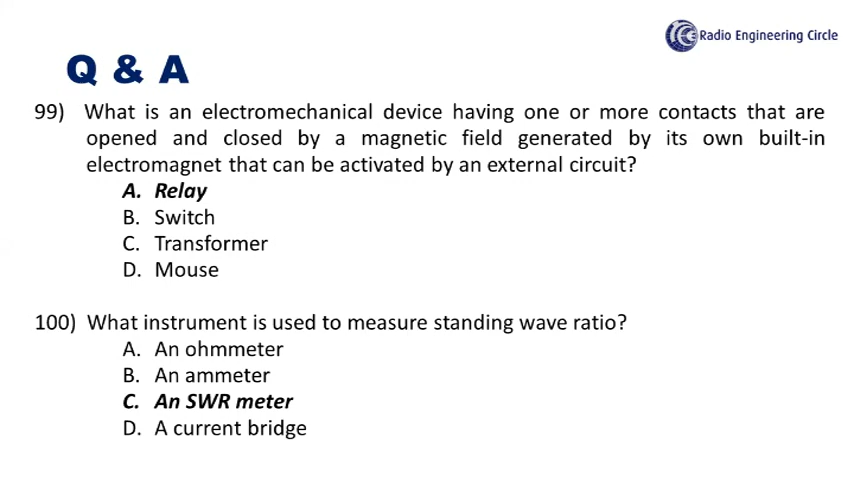 Radio Engineering Circle
Q & A
99) What is an electromechanical device having one or more contacts that are
opened and closed by a magnetic field generated by its own built-in
electromagnet that can be activated by an external circuit?
A. Relay
B. Switch
C. Transformer
D. Mouse
100) What instrument is used to measure standing wave ratio?
A. An ohmmeter
B. An ammeter
C. An SWR meter
D. A current bridge